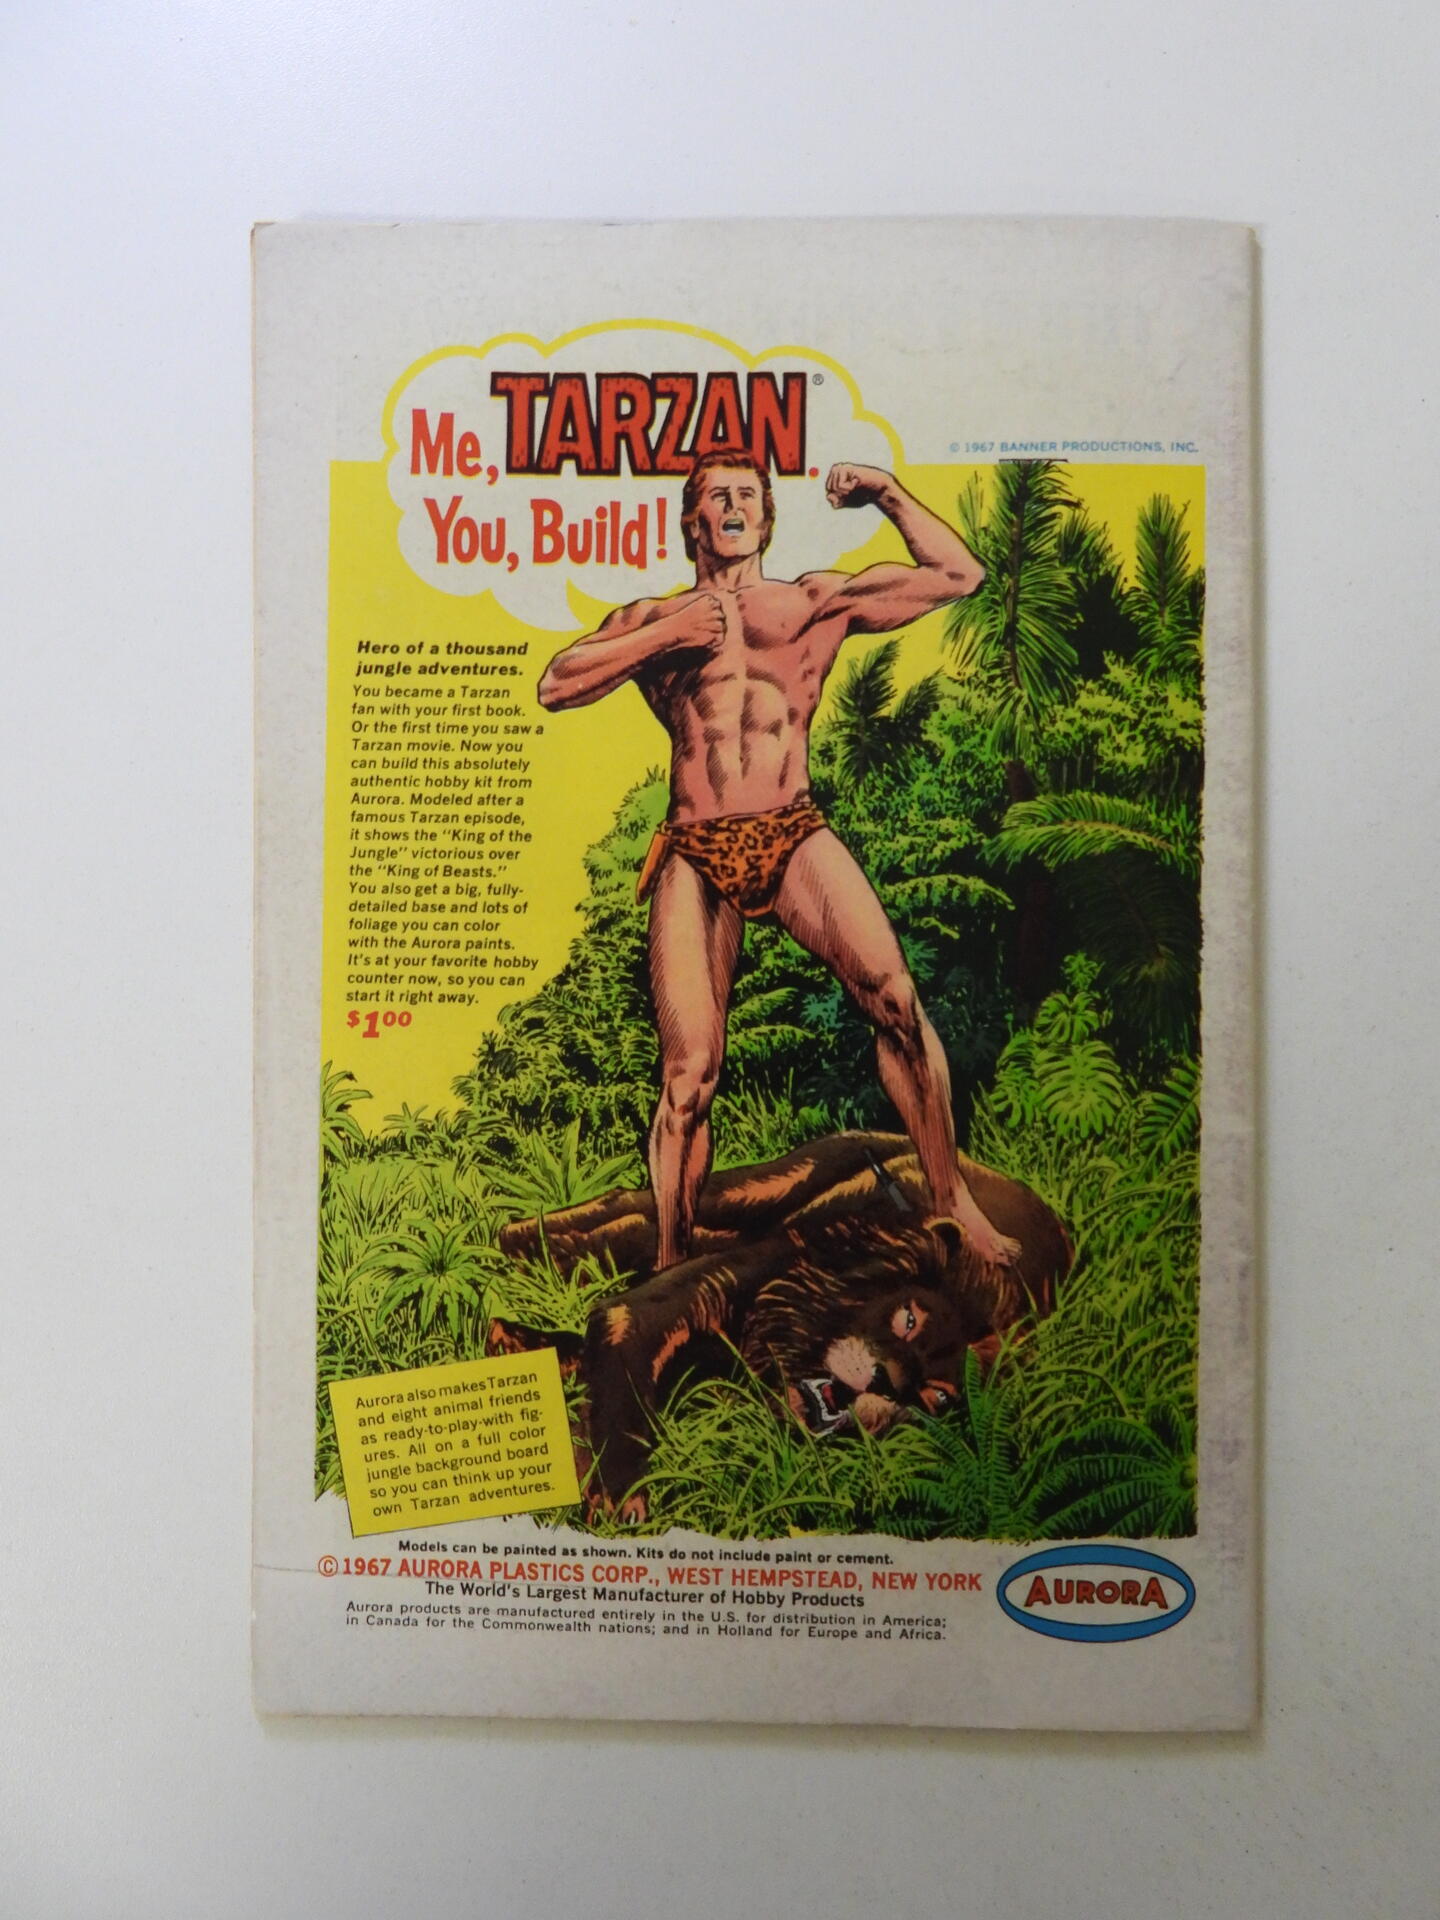 Me, TARZAN®.
You, Build!
© 1967 BANNER PRODUCTIONS, INC.
Hero of a thousand
jungle adventures.
You became a Tarzan
fan with your first book.
Or the first time you saw a
Tarzan movie. Now you
can build this absolutely
authentic hobby kit from
Aurora. Modeled after a
famous Tarzan episode,
it shows the "King of the
Jungle" victorious over
the "King of Beasts."
You also get a big, fully-
detailed base and lots of
foliage you can color
with the Aurora paints.
It's at your favorite hobby
counter now, so you can
start it right away.
$1.00
Aurora also makes Tarzan
and eight animal friends
as ready-to-play-with fig-
ures. All on a full color
jungle background board
so you can think up your
own Tarzan adventures.
Models can be painted as shown. Kits do not include paint or cement.
© 1967 AURORA PLASTICS CORP., WEST HEMPSTEAD, NEW YORK
The World's Largest Manufacturer of Hobby Products
Aurora products are manufactured entirely in the U.S. for distribution in America;
in Canada for the Commonwealth nations; and in Holland for Europe and Africa.
AURORA